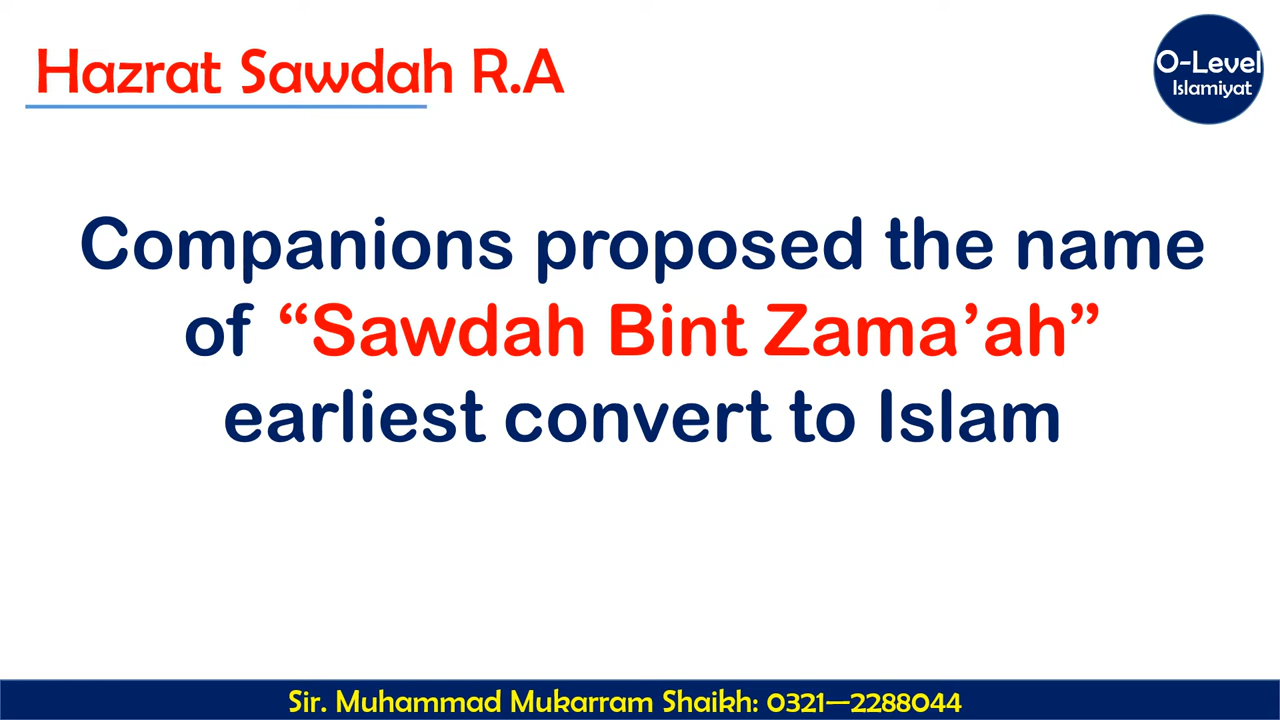 Hazrat Sawdah R.A
O-Level
Islamiyat
Companions proposed the name
of “Sawdah Bint Zama’ah”
earliest convert to Islam
Sir. Muhammad Mukarram Shaikh: 0321—2288044